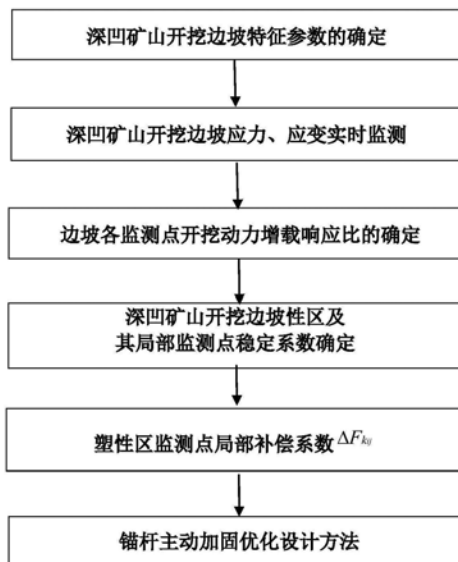 深凹矿山开挖边坡特征参数的确定
深凹矿山开挖边坡应力、应变实时监测
边坡各监测点开挖动力增载响应比的确定
深凹矿山开挖边坡性区及
其局部监测点稳定系数确定
塑性区监测点局部补偿系数 ΔF_{kij}
锚杆主动加固优化设计方法